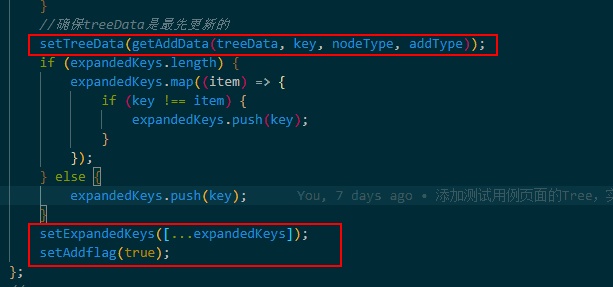 }
//确保treeData是最先更新的
setTreeData(getAddData(treeData, key, nodeType, addType));
if (expandedKeys.length) {
expandedKeys.map((item) => {
if (key !== item) {
expandedKeys.push(key);
}
});
} else {
expandedKeys.push(key); You, 7 days ago • 添加测试用例页面的Tree, 实
}
setExpandedKeys([...expandedKeys]);
setAddflag(true);
};